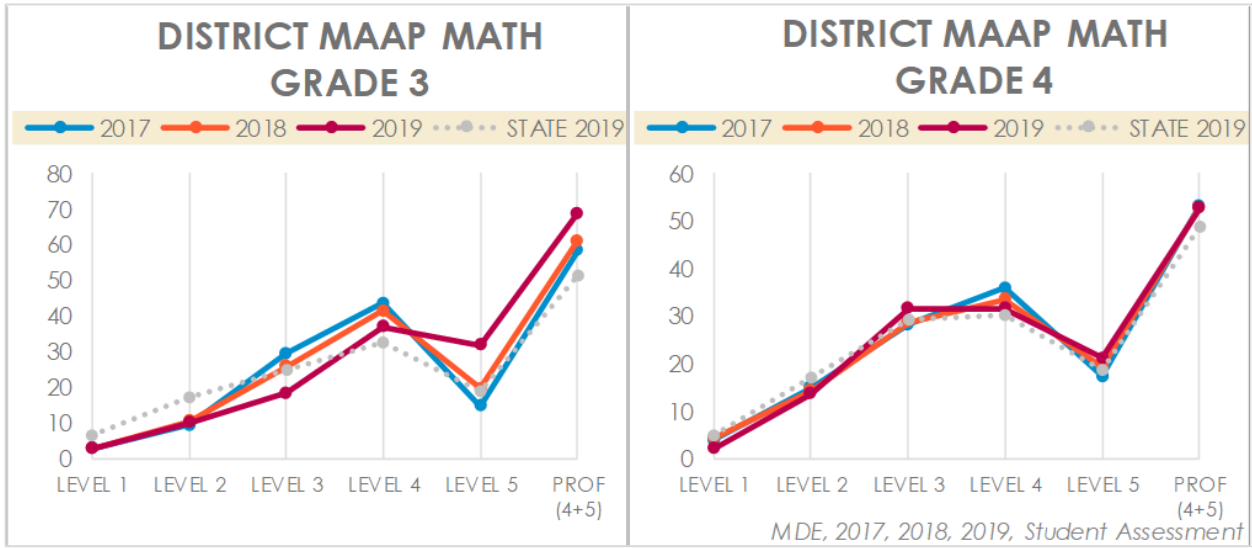 DISTRICT MAAP MATH
GRADE 3
2017 2018 2019 STATE 2019
80
70
60
50
40
30
20
10
0
LEVEL 1 LEVEL 2 LEVEL 3 LEVEL 4 LEVEL 5 PROF
(4+5)
DISTRICT MAAP MATH
GRADE 4
2017 2018 2019 STATE 2019
60
50
40
30
20
10
0
LEVEL 1 LEVEL 2 LEVEL 3 LEVEL 4 LEVEL 5 PROF
(4+5)
MDE, 2017, 2018, 2019, Student Assessment